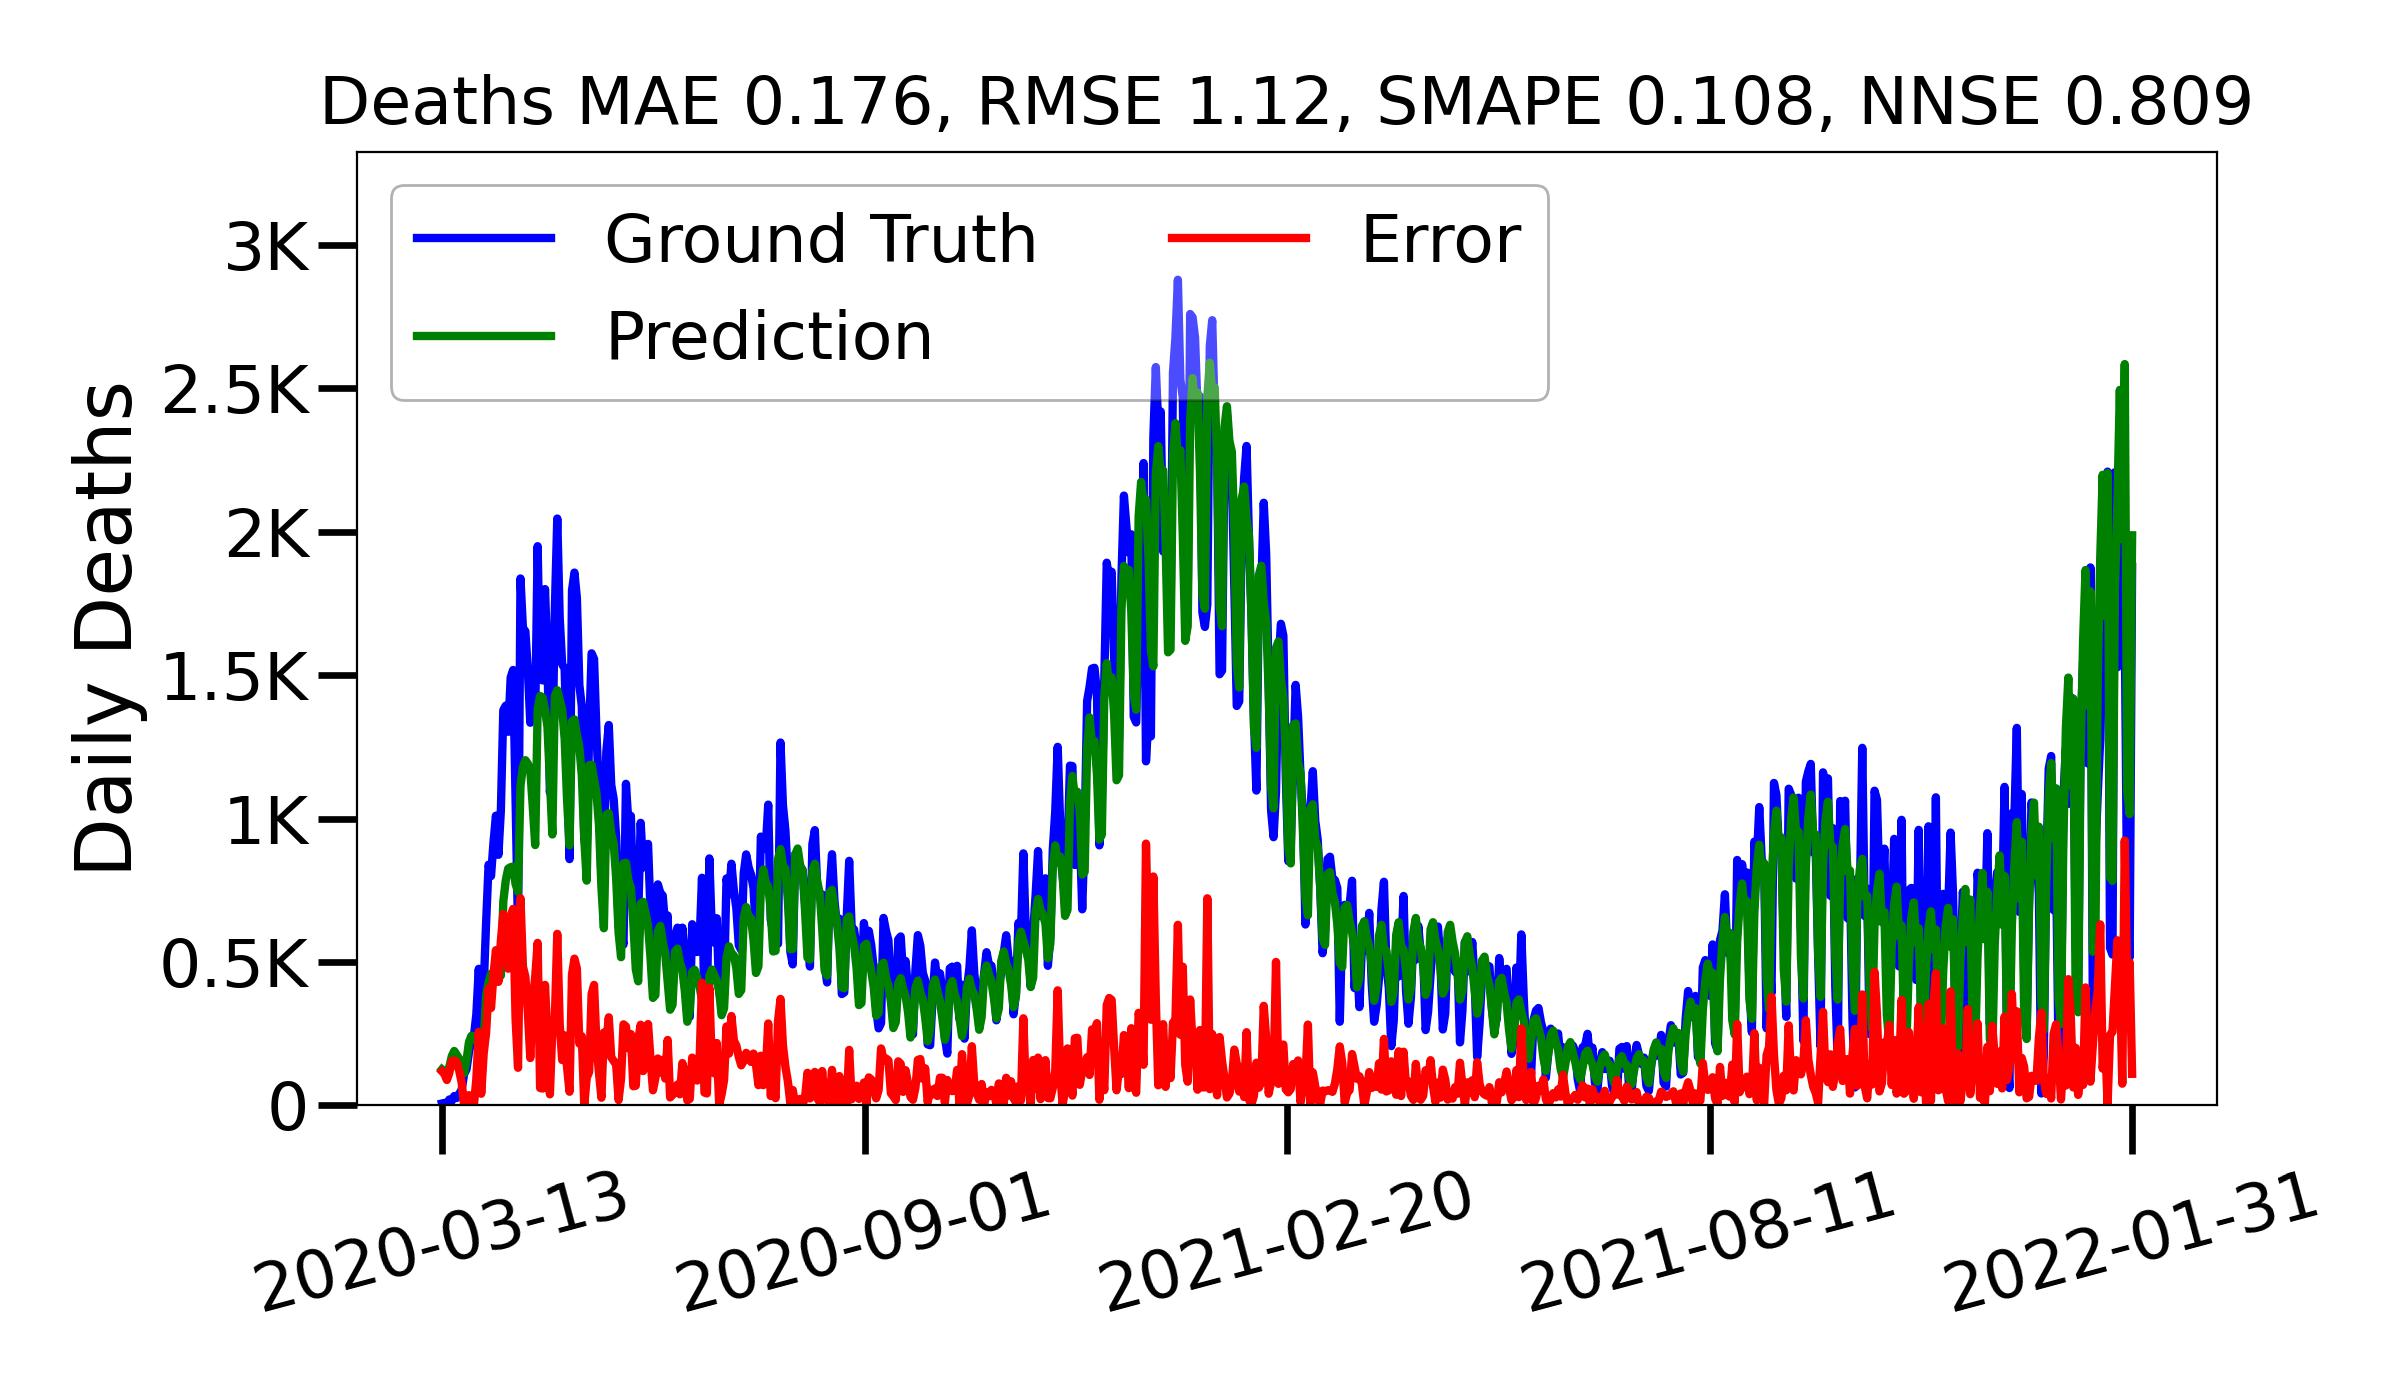 Deaths MAE 0.176, RMSE 1.12, SMAPE 0.108, NNSE 0.809
Ground Truth
Prediction
Error
Daily Deaths
3K
2.5K
2K
1.5K
1K
0.5K
0
2020-03-13
2020-09-01
2021-02-20
2021-08-11
2022-01-31